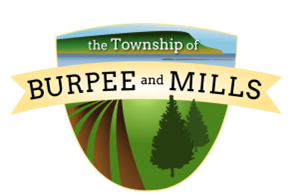 the Township of
BURPEE and MILLS